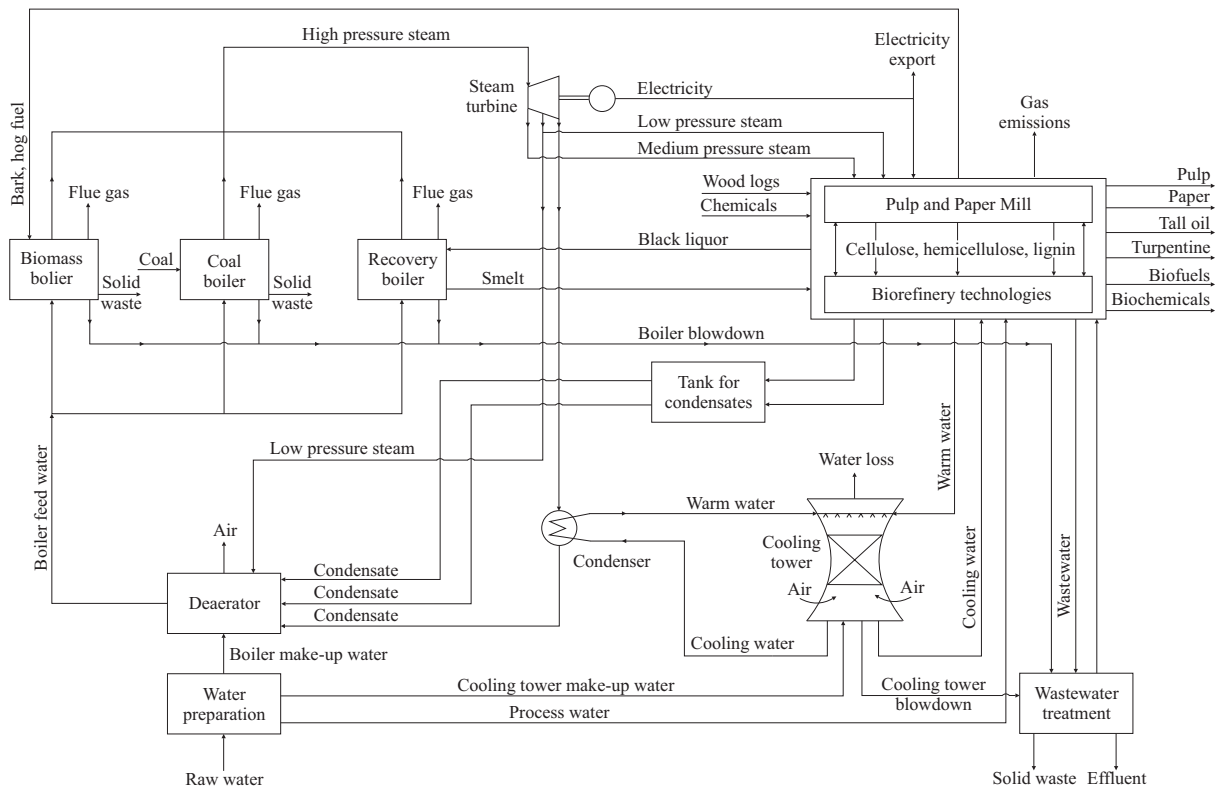 High pressure steam
Electricity
export
Steam
turbine
Electricity
Gas
emissions
Low pressure steam
Medium pressure steam
Bark, hog fuel
Flue gas
Flue gas
Flue gas
Wood logs
Chemicals
Pulp and Paper Mill
Pulp
Paper
Tall oil
Turpentine
Biofuels
Biochemicals
Biomass
bolier
Coal
Coal
boiler
Recovery
boiler
Black liquor
Cellulose, hemicellulose, lignin
Solid
waste
Solid
waste
Smelt
Biorefinery technologies
Boiler blowdown
Tank for
condensates
Low pressure steam
Boiler feed water
Water loss
Warm water
Warm water
Air
Condenser
Cooling
tower
Cooling water
Wastewater
Condensate
Deaerator
Condensate
Condensate
Air
Air
Cooling water
Boiler make-up water
Water
preparation
Cooling tower make-up water
Process water
Cooling tower
blowdown
Wastewater
treatment
Raw water
Solid waste
Effluent